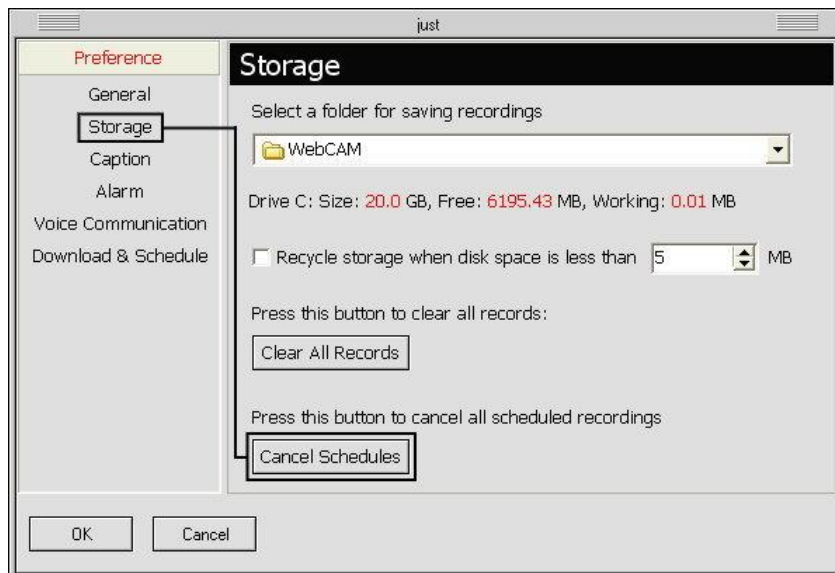 just
Preference
General
Storage
Caption
Alarm
Voice Communication
Download & Schedule
Storage
Select a folder for saving recordings
WebCAM
Drive C: Size: 20.0 GB, Free: 6195.43 MB, Working: 0.01 MB
Recycle storage when disk space is less than 5 MB
Press this button to clear all records:
Clear All Records
Press this button to cancel all scheduled recordings
Cancel Schedules
OK Cancel